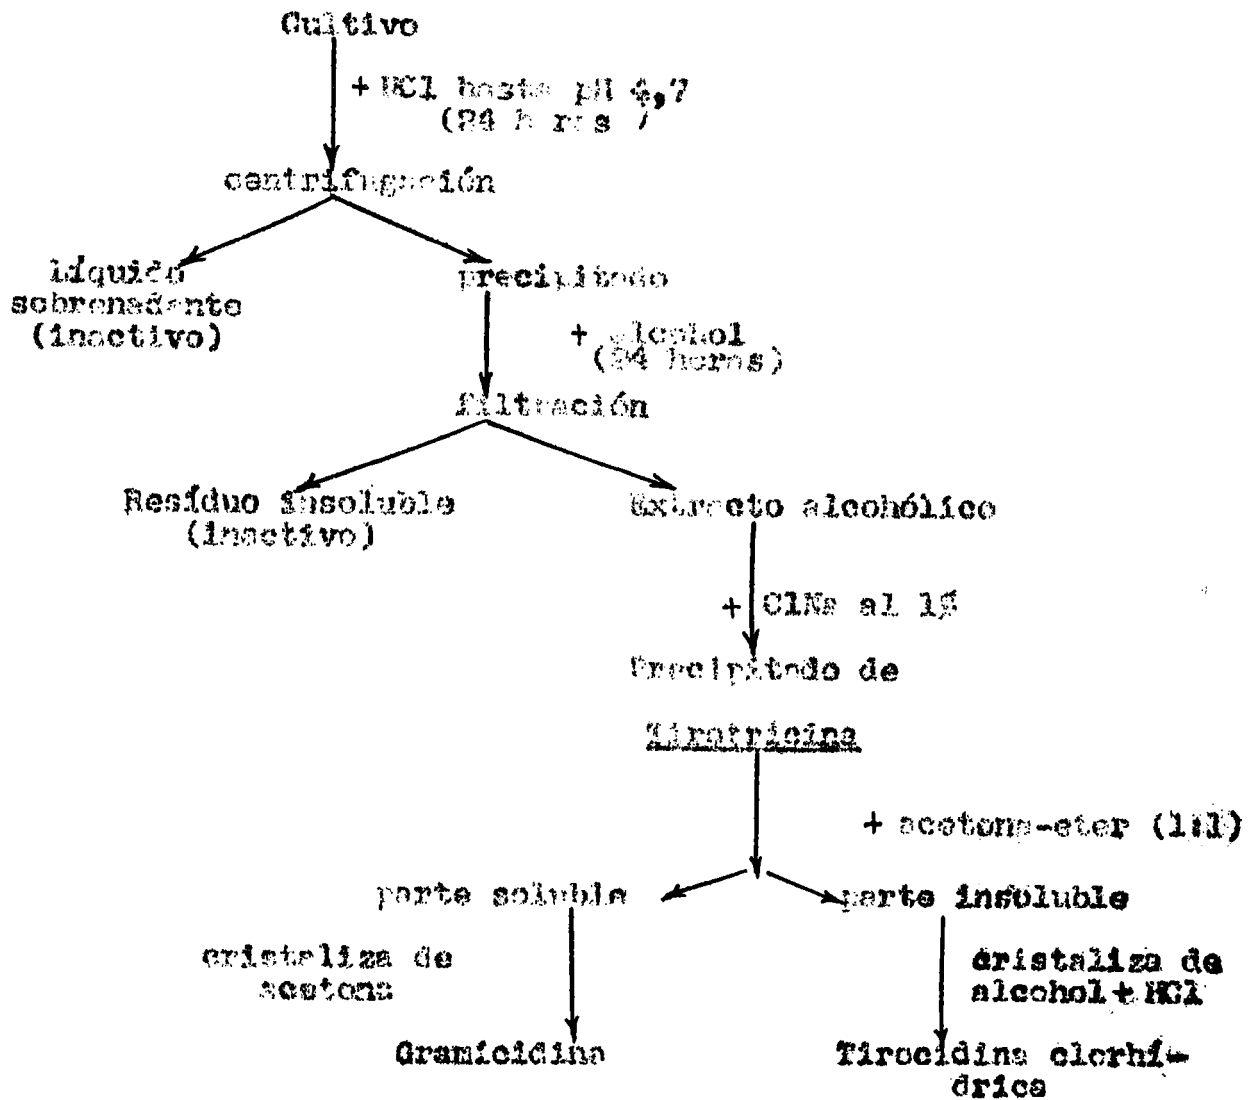 Cultivo
+ HCl hasta pH 4,7
(24 horas)
centrifugación
Líquido
sobrenadante
(inactivo)
precipitado
+ alcohol
(24 horas)
filtración
Resíduo insoluble
(inactivo)
Extracto alcohólico
+ ClNa al 1%
Precipitado de
Tirotricina
+ acetona-eter (1:1)
parte soluble
parte insoluble
cristaliza de
acetona
cristaliza de
alcohol + HCl
Gramicidina
Tirocidina clorhí-
drica